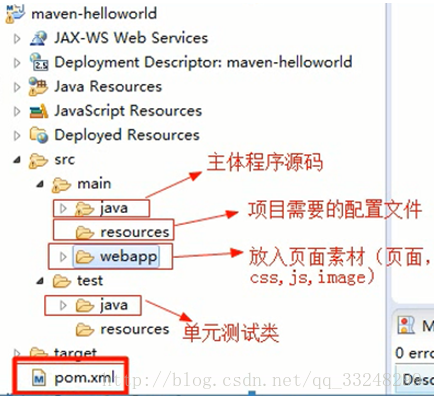 maven-helloworld
JAX-WS Web Services
Deployment Descriptor: maven-helloworld
Java Resources
JavaScript Resources
Deployed Resources
src
主体程序源码
main
java
项目需要的配置文件
resources
webapp
放入页面素材（页面，
css,js,image）
test
java
单元测试类
resources
target
pom.xml
0 erro
Desc
http://blog.csdn.net/qq_33248